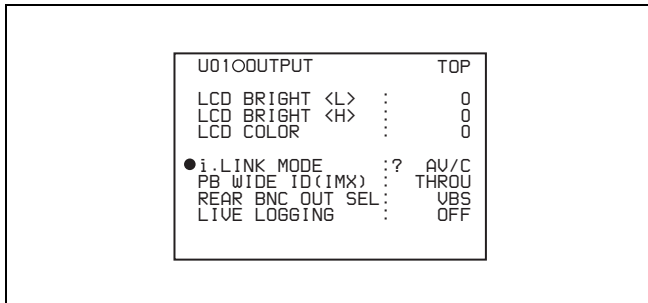 U01○OUTPUT TOP
LCD BRIGHT <L> : 0
LCD BRIGHT <H> : 0
LCD COLOR : 0
●i.LINK MODE :? AV/C
PB WIDE ID(IMX) : THROU
REAR BNC OUT SEL: VBS
LIVE LOGGING : OFF